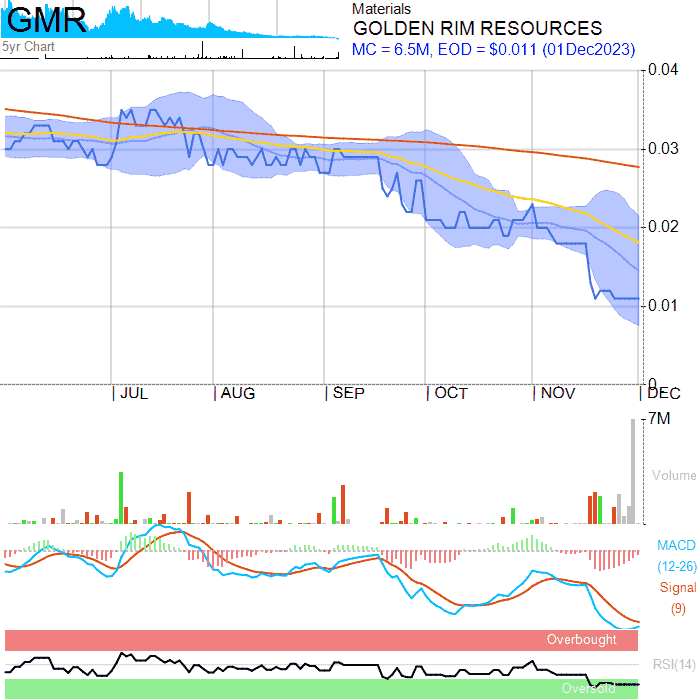 GMR
5yr Chart
Materials
GOLDEN RIM RESOURCES
MC = 6.5M, EOD = $0.011 (01Dec2023)
0.04
0.03
0.02
0.01
0
JUL AUG SEP OCT NOV DEC
7M
Volume
MACD
(12-26)
Signal
(9)
Overbought
RSI(14)
Oversold